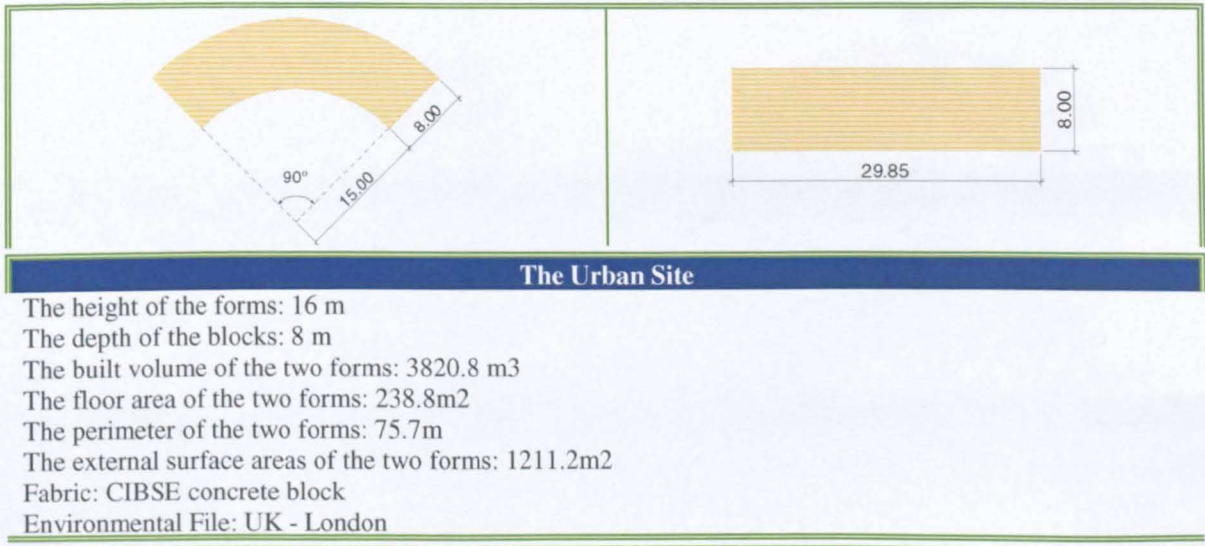 90°
15.00
8.00
8.00
29.85
The Urban Site
The height of the forms: 16 m
The depth of the blocks: 8 m
The built volume of the two forms: 3820.8 m3
The floor area of the two forms: 238.8m2
The perimeter of the two forms: 75.7m
The external surface areas of the two forms: 1211.2m2
Fabric: CIBSE concrete block
Environmental File: UK - London